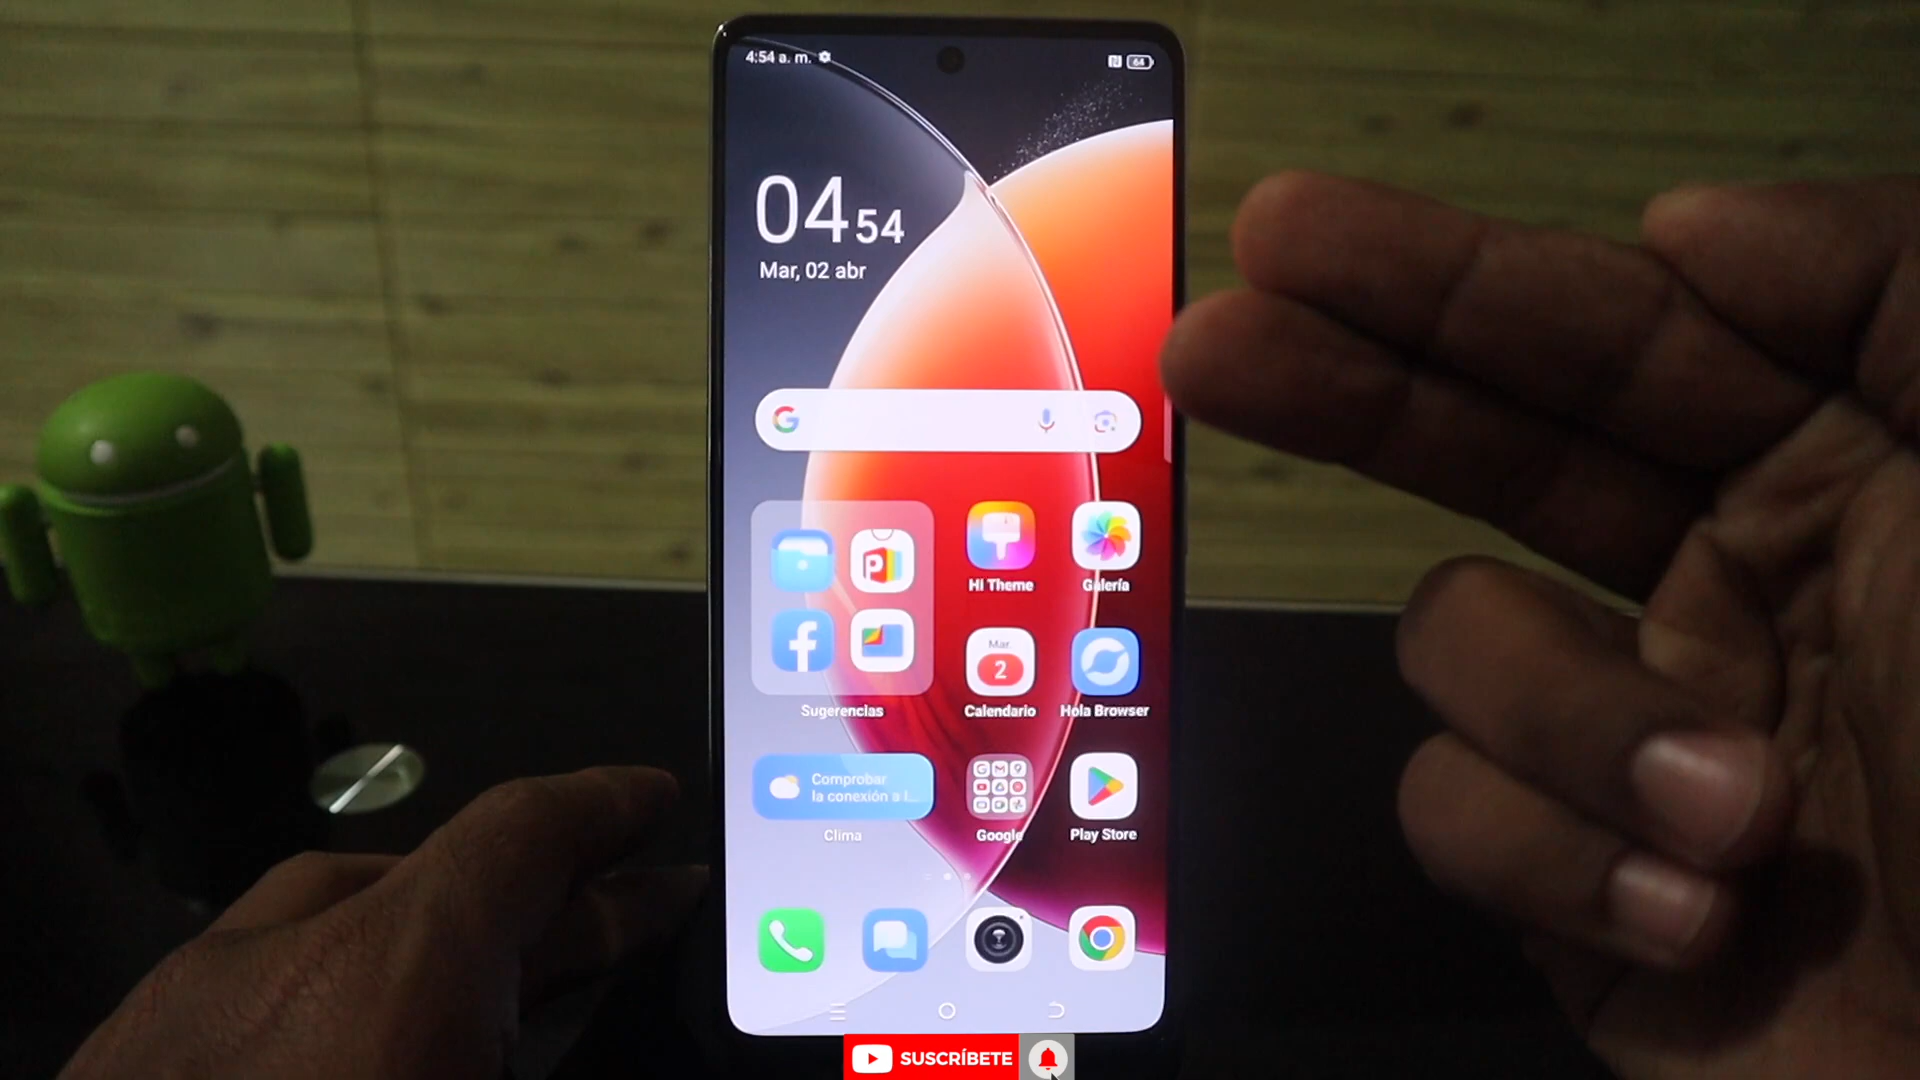 4:54 a. m.
64
04 54
Mar, 02 abr
Hi Theme
Galería
Sugerencias
Mar.
2
Calendario
Hola Browser
Comprobar
la conexión a l...
Clima
Google
Play Store
SUSCRÍBETE